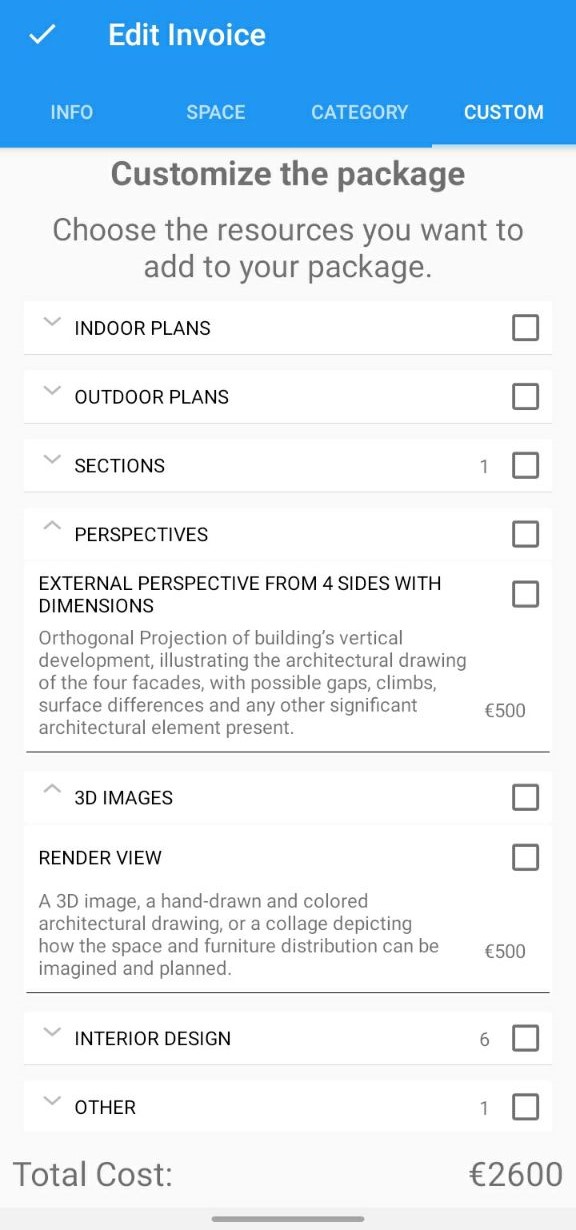 Edit Invoice
INFO SPACE CATEGORY CUSTOM
Customize the package
Choose the resources you want to
add to your package.
INDOOR PLANS
OUTDOOR PLANS
SECTIONS 1
PERSPECTIVES
EXTERNAL PERSPECTIVE FROM 4 SIDES WITH
DIMENSIONS
Orthogonal Projection of building's vertical
development, illustrating the architectural drawing
of the four facades, with possible gaps, climbs,
surface differences and any other significant
architectural element present.
€500
3D IMAGES
RENDER VIEW
A 3D image, a hand-drawn and colored
architectural drawing, or a collage depicting
how the space and furniture distribution can be
imagined and planned.
€500
INTERIOR DESIGN 6
OTHER 1
Total Cost: €2600